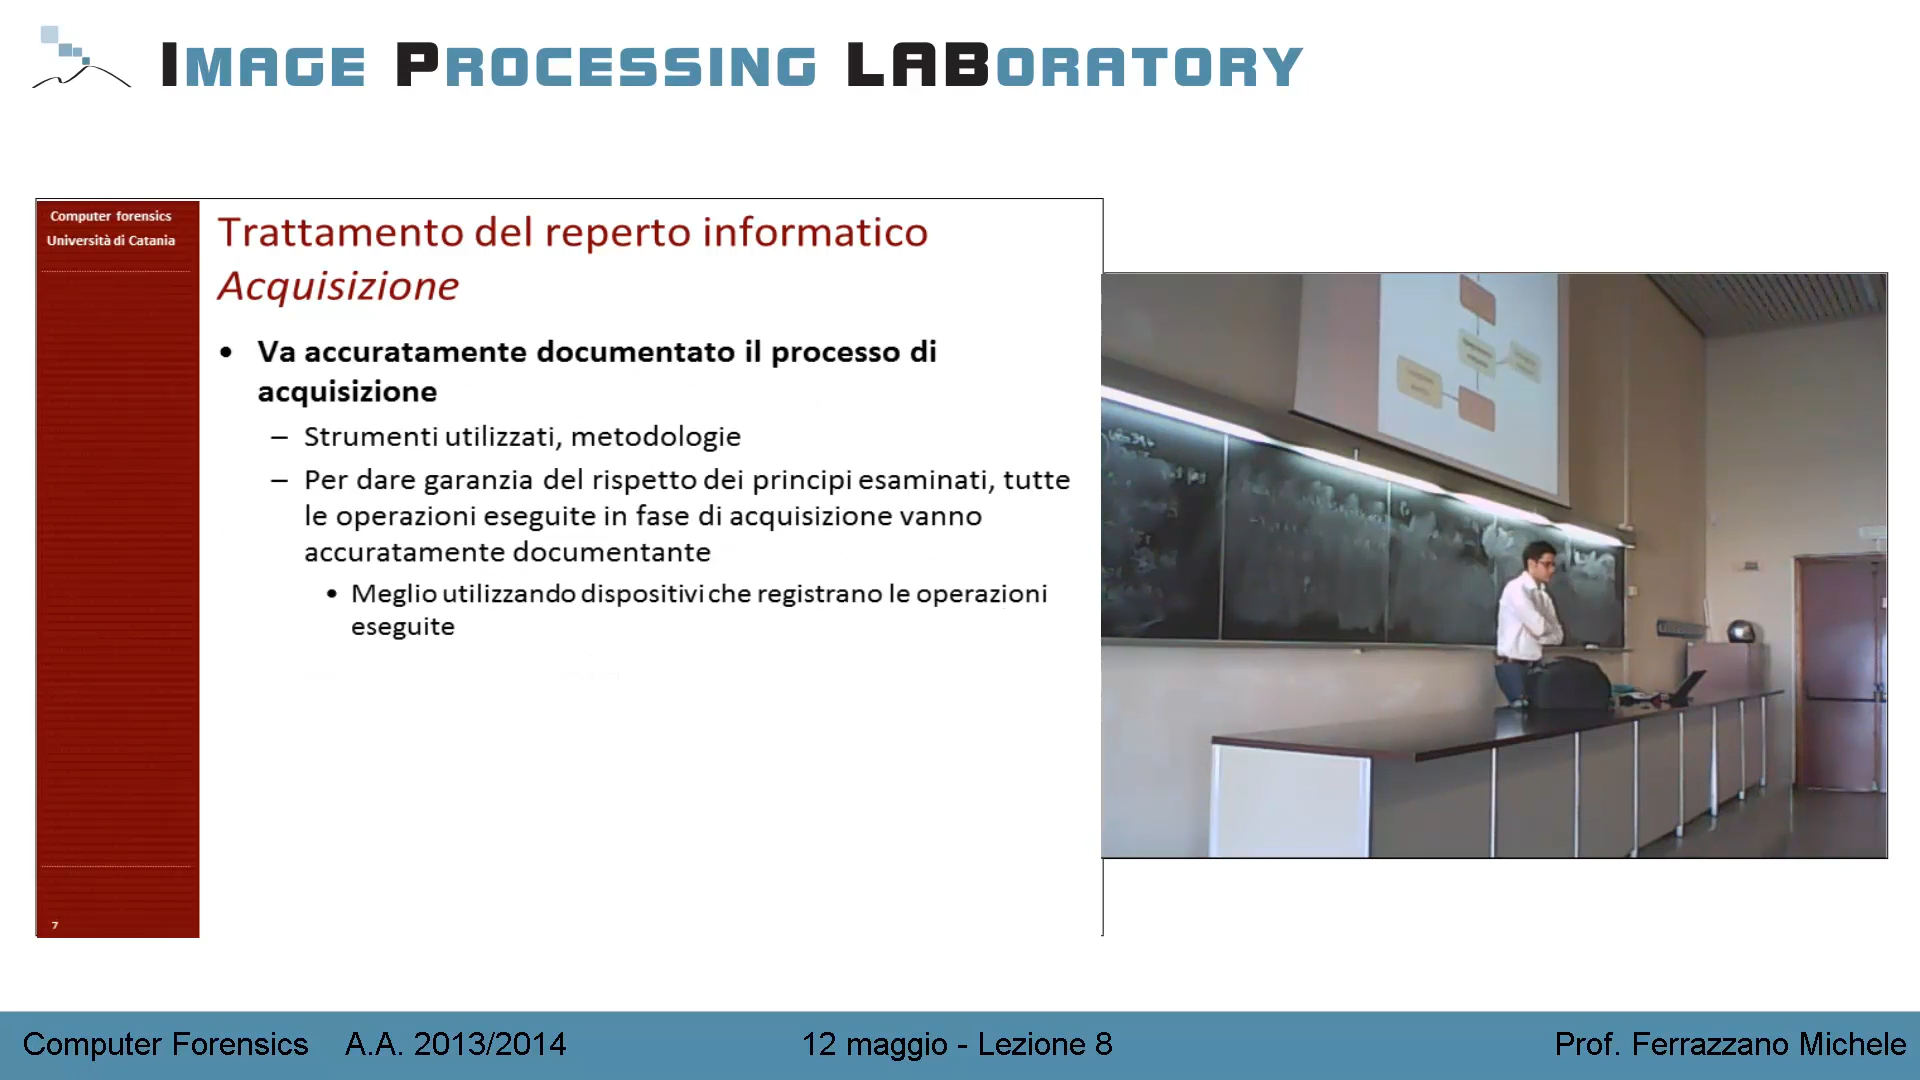 IMAGE PROCESSING LABORATORY
Computer forensics
Università di Catania
Trattamento del reperto informatico
Acquisizione
• Va accuratamente documentato il processo di
acquisizione
– Strumenti utilizzati, metodologie
– Per dare garanzia del rispetto dei principi esaminati, tutte
le operazioni eseguite in fase di acquisizione vanno
accuratamente documentante
• Meglio utilizzando dispositivi che registrano le operazioni
eseguite
7
Computer Forensics A.A. 2013/2014 12 maggio - Lezione 8 Prof. Ferrazzano Michele